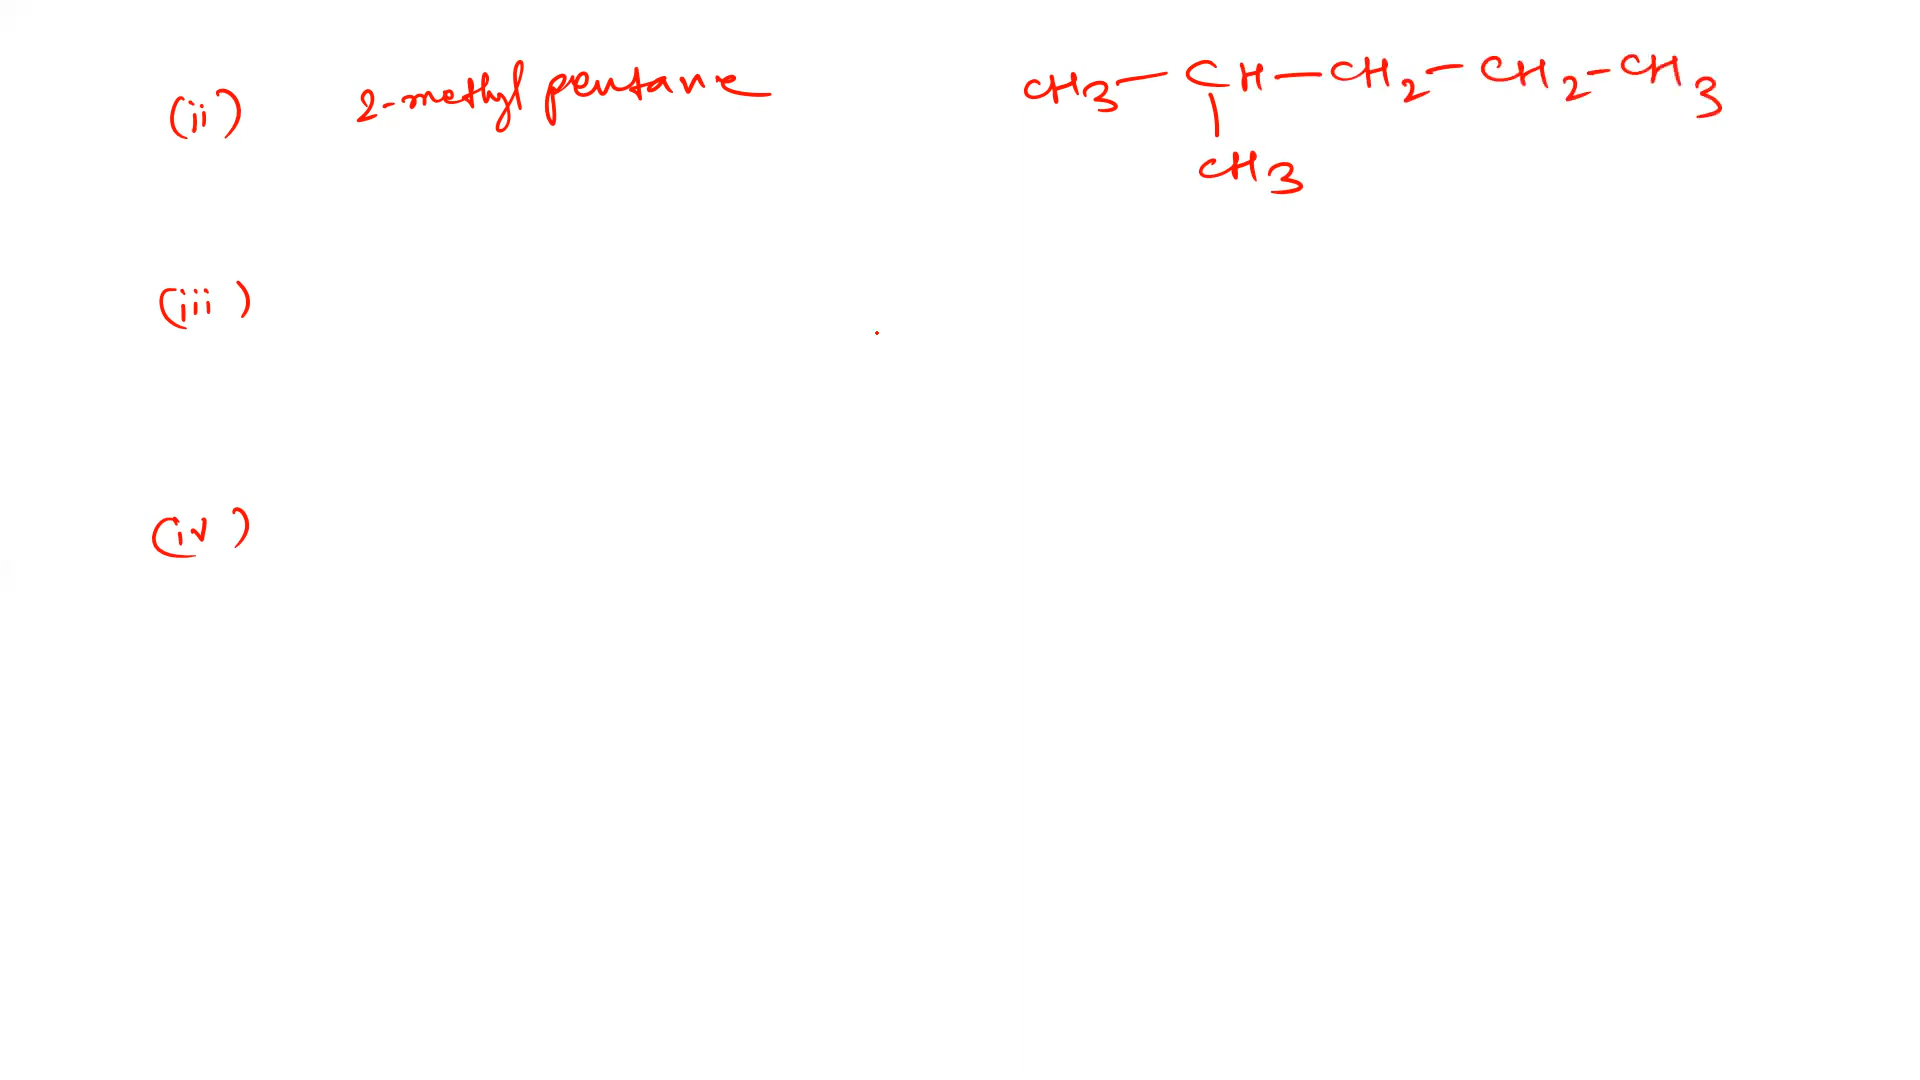 (ii) 2-methyl pentane CH3 — CH — CH2 — CH2 — CH3
|
CH3
(iii)
(iv)